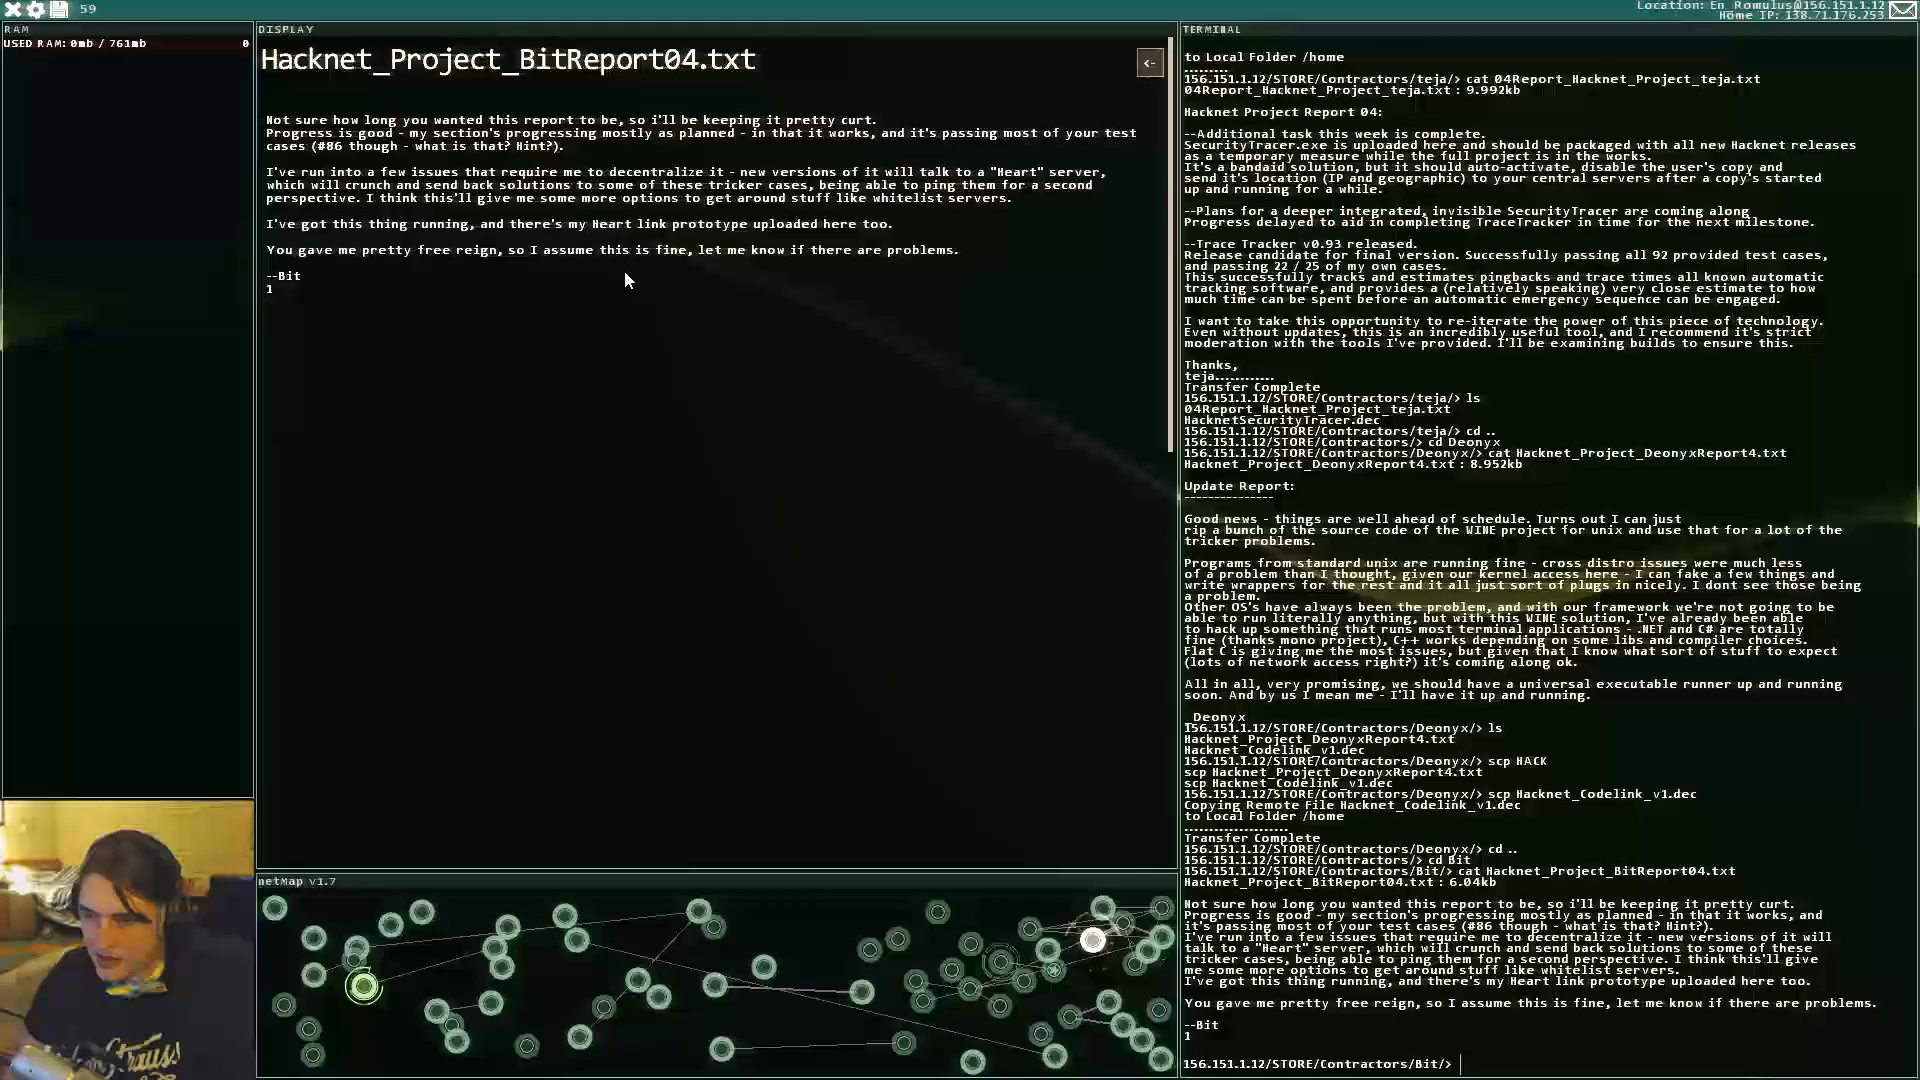 59
Location: En_Romulus@156.151.1.12
Home IP: 138.71.176.253
RAM
USED RAM: 0mb / 761mb
0
DISPLAY
Hacknet_Project_BitReport04.txt
<-
Not sure how long you wanted this report to be, so i'll be keeping it pretty curt.
Progress is good - my section's progressing mostly as planned - in that it works, and it's passing most of your test
cases (#86 though - what is that? Hint?).
I've run into a few issues that require me to decentralize it - new versions of it will talk to a "Heart" server,
which will crunch and send back solutions to some of these tricker cases, being able to ping them for a second
perspective. I think this'll give me some more options to get around stuff like whitelist servers.
I've got this thing running, and there's my Heart link prototype uploaded here too.
You gave me pretty free reign, so I assume this is fine, let me know if there are problems.
--Bit
1
netMap v1.7
Strauss
TERMINAL
to Local Folder /home
.........
156.151.1.12/STORE/Contractors/teja/> cat 04Report_Hacknet_Project_teja.txt
04Report_Hacknet_Project_teja.txt : 9.992kb
Hacknet Project Report 04:
--Additional task this week is complete.
SecurityTracer.exe is uploaded here and should be packaged with all new Hacknet releases
as a temporary measure while the full project is in the works.
It's a bandaid solution, but it should auto-activate, disable the user's copy and
send it's location (IP and geographic) to your central servers after a copy's started
up and running for a while.
--Plans for a deeper integrated, invisible SecurityTracer are coming along
Progress delayed to aid in completing TraceTracker in time for the next milestone.
--Trace Tracker v0.93 released.
Release candidate for final version. Successfully passing all 92 provided test cases,
and passing 22 / 25 of my own cases.
This successfully tracks and estimates pingbacks and trace times all known automatic
tracking software, and provides a (relatively speaking) very close estimate to how
much time can be spent before an automatic emergency sequence can be engaged.
I want to take this opportunity to re-iterate the power of this piece of technology.
Even without updates, this is an incredibly useful tool, and I recommend it's strict
moderation with the tools I've provided. I'll be examining builds to ensure this.
Thanks,
teja............
Transfer Complete
156.151.1.12/STORE/Contractors/teja/> ls
04Report_Hacknet_Project_teja.txt
HacknetSecurityTracer.dec
156.151.1.12/STORE/Contractors/teja/> cd ..
156.151.1.12/STORE/Contractors/> cd Deonyx
156.151.1.12/STORE/Contractors/Deonyx/> cat Hacknet_Project_DeonyxReport4.txt
Hacknet_Project_DeonyxReport4.txt : 8.952kb
Update Report:
---------------
Good news - things are well ahead of schedule. Turns out I can just
rip a bunch of the source code of the WINE project for unix and use that for a lot of the
tricker problems.
Programs from standard unix are running fine - cross distro issues were much less
of a problem than I thought, given our kernel access here - I can fake a few things and
write wrappers for the rest and it all just sort of plugs in nicely. I dont see those being
a problem.
Other OS's have always been the problem, and with our framework we're not going to be
able to run literally anything, but with this WINE solution, I've already been able
to hack up something that runs most terminal applications - .NET and C# are totally
fine (thanks mono project), C++ works depending on some libs and compiler choices.
Flat C is giving me the most issues, but given that I know what sort of stuff to expect
(lots of network access right?) it's coming along ok.
All in all, very promising, we should have a universal executable runner up and running
soon. And by us I mean me - I'll have it up and running.
_Deonyx
156.151.1.12/STORE/Contractors/Deonyx/> ls
Hacknet_Project_DeonyxReport4.txt
Hacknet_Codelink_v1.dec
156.151.1.12/STORE/Contractors/Deonyx/> scp HACK
scp Hacknet_Project_DeonyxReport4.txt
scp Hacknet_Codelink_v1.dec
156.151.1.12/STORE/Contractors/Deonyx/> scp Hacknet_Codelink_v1.dec
Copying Remote File Hacknet_Codelink_v1.dec
to Local Folder /home
.....................
Transfer Complete
156.151.1.12/STORE/Contractors/Deonyx/> cd ..
156.151.1.12/STORE/Contractors/> cd Bit
156.151.1.12/STORE/Contractors/Bit/> cat Hacknet_Project_BitReport04.txt
Hacknet_Project_BitReport04.txt : 6.04kb
Not sure how long you wanted this report to be, so i'll be keeping it pretty curt.
Progress is good - my section's progressing mostly as planned - in that it works, and
it's passing most of your test cases (#86 though - what is that? Hint?).
I've run into a few issues that require me to decentralize it - new versions of it will
talk to a "Heart" server, which will crunch and send back solutions to some of these
tricker cases, being able to ping them for a second perspective. I think this'll give
me some more options to get around stuff like whitelist servers.
I've got this thing running, and there's my Heart link prototype uploaded here too.
You gave me pretty free reign, so I assume this is fine, let me know if there are problems.
--Bit
1
156.151.1.12/STORE/Contractors/Bit/>